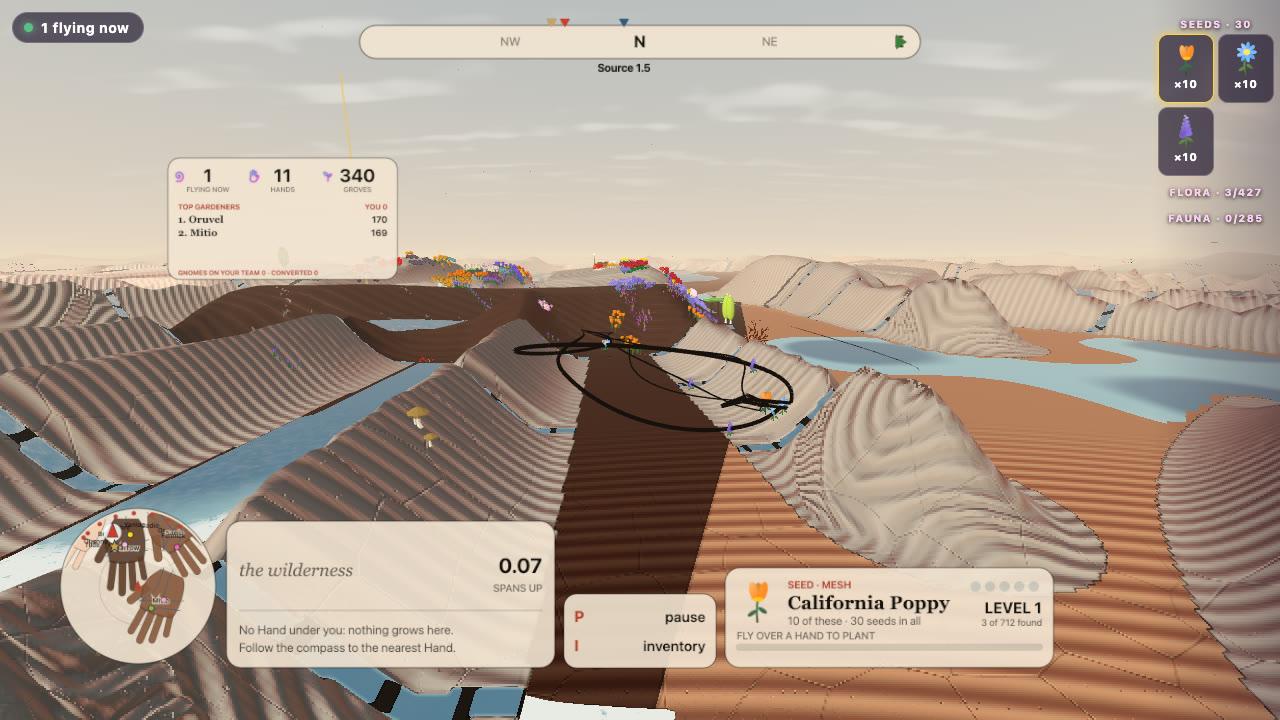 1 flying now
NW
N
NE
Source 1.5
SEEDS · 30
×10
×10
×10
FLORA · 3/427
FAUNA · 0/285
1
FLYING NOW
11
HANDS
340
GROVES
TOP GARDENERS
YOU 0
1. Oruvel
170
2. Mitio
169
GNOMES ON YOUR TEAM 0 · CONVERTED 0
the wilderness
0.07
SPANS UP
No Hand under you: nothing grows here.
Follow the compass to the nearest Hand.
P
pause
I
inventory
SEED · MESH
California Poppy
10 of these · 30 seeds in all
LEVEL 1
3 of 712 found
FLY OVER A HAND TO PLANT